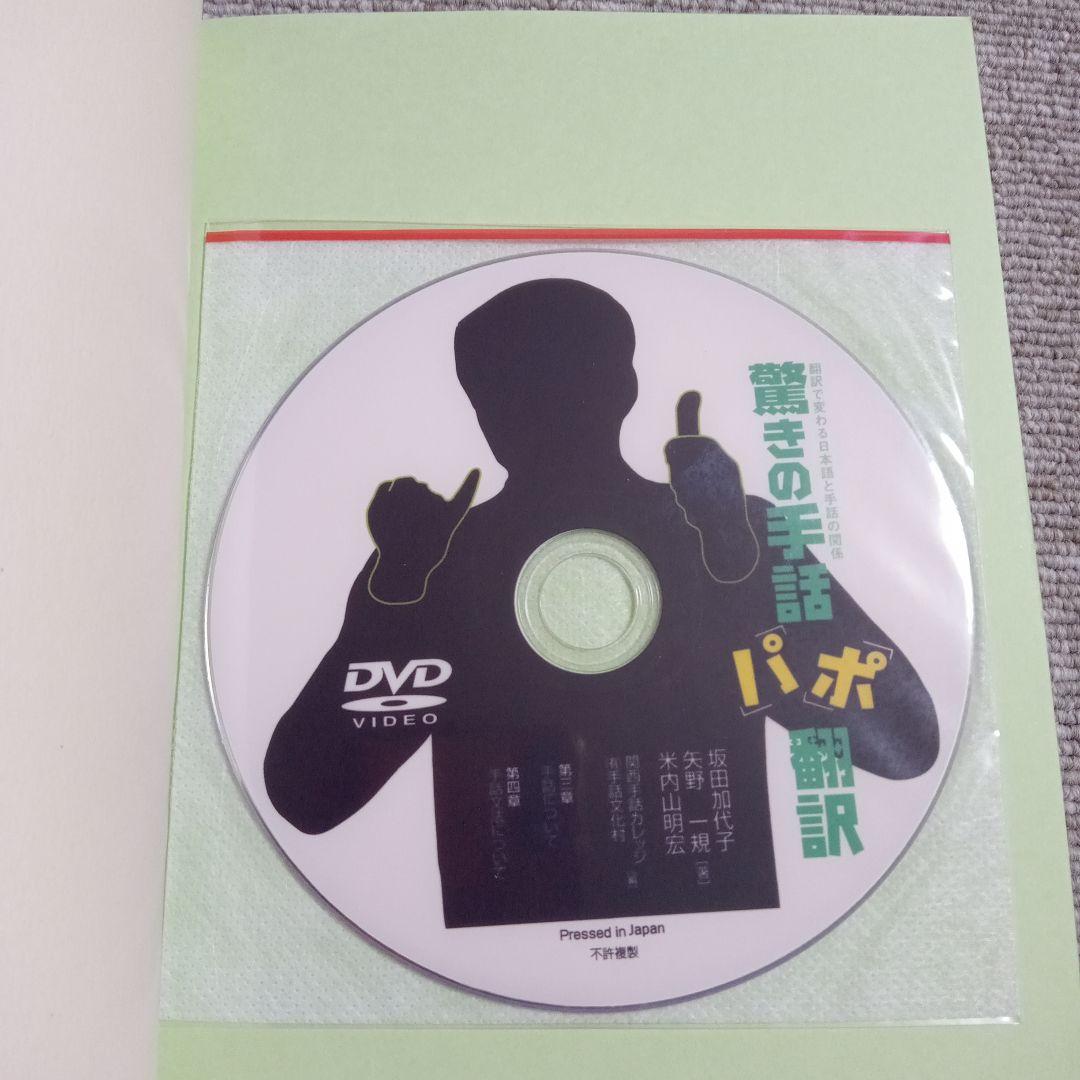 翻訳で変わる日本語と手話の関係
驚きの手話
「パ」「ポ」
翻訳
坂田加代子
矢野一規［著］
米内山明宏
関西手話カレッジ［編］
㈲手話文化村
第三章
手話について
第四章
手話文法について
DVD
VIDEO
Pressed in Japan
不許複製